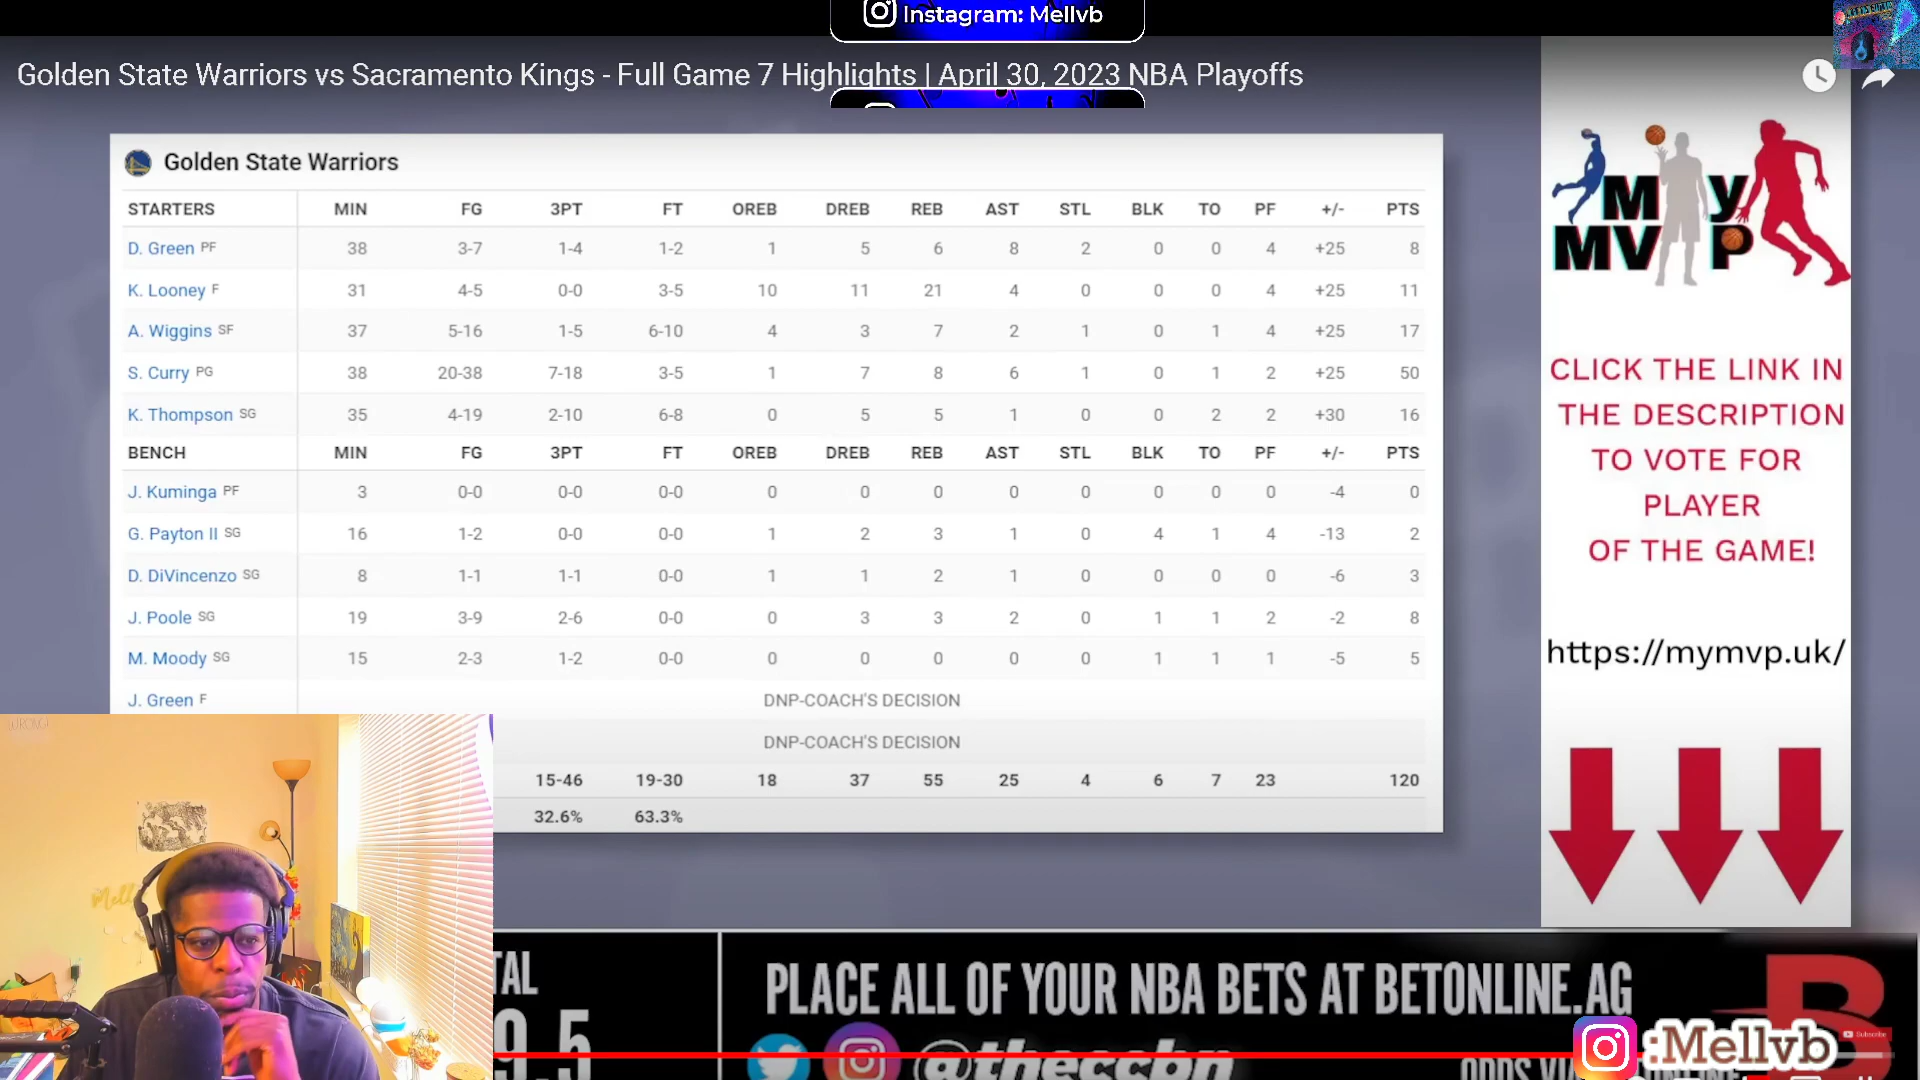 Instagram: Mellvb
Golden State Warriors vs Sacramento Kings - Full Game 7 Highlights | April 30, 2023 NBA Playoffs
Golden State Warriors
STARTERS MIN FG 3PT FT OREB DREB REB AST STL BLK TO PF +/- PTS
D. Green PF 38 3-7 1-4 1-2 1 5 6 8 2 0 0 4 +25 8
K. Looney F 31 4-5 0-0 3-5 10 11 21 4 0 0 0 4 +25 11
A. Wiggins SF 37 5-16 1-5 6-10 4 3 7 2 1 0 1 4 +25 17
S. Curry PG 38 20-38 7-18 3-5 1 7 8 6 1 0 1 2 +25 50
K. Thompson SG 35 4-19 2-10 6-8 0 5 5 1 0 0 2 2 +30 16
BENCH MIN FG 3PT FT OREB DREB REB AST STL BLK TO PF +/- PTS
J. Kuminga PF 3 0-0 0-0 0-0 0 0 0 0 0 0 0 0 -4 0
G. Payton II SG 16 1-2 0-0 0-0 1 2 3 1 0 4 1 4 -13 2
D. DiVincenzo SG 8 1-1 1-1 0-0 1 1 2 1 0 0 0 0 -6 3
J. Poole SG 19 3-9 2-6 0-0 0 3 3 2 0 1 1 2 -2 8
M. Moody SG 15 2-3 1-2 0-0 0 0 0 0 0 1 1 1 -5 5
J. Green F DNP-COACH'S DECISION
DNP-COACH'S DECISION
15-46 19-30 18 37 55 25 4 6 7 23 120
32.6% 63.3%
My
MVP
CLICK THE LINK IN
THE DESCRIPTION
TO VOTE FOR
PLAYER
OF THE GAME!
https://mymvp.uk/
TAL
9.5
PLACE ALL OF YOUR NBA BETS AT BETONLINE.AG
@theccbn
ODDS VIA
:Mellvb
Subscribe